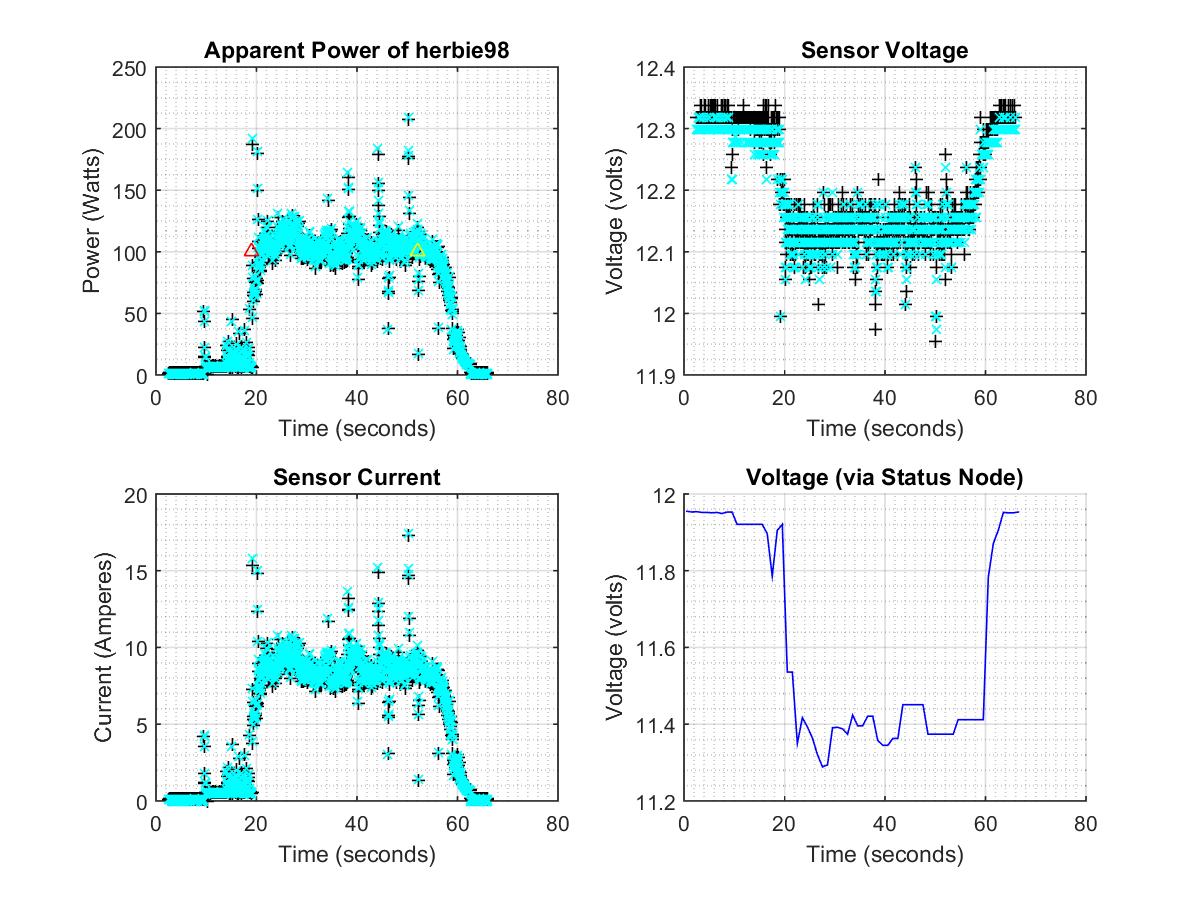 Apparent Power of herbie98
250
200
150
100
50
0
Power (Watts)
0 20 40 60 80
Time (seconds)
Sensor Voltage
12.4
12.3
12.2
12.1
12
11.9
Voltage (volts)
0 20 40 60 80
Time (seconds)
Sensor Current
20
15
10
5
0
Current (Amperes)
0 20 40 60 80
Time (seconds)
Voltage (via Status Node)
12
11.8
11.6
11.4
11.2
Voltage (volts)
0 20 40 60 80
Time (seconds)